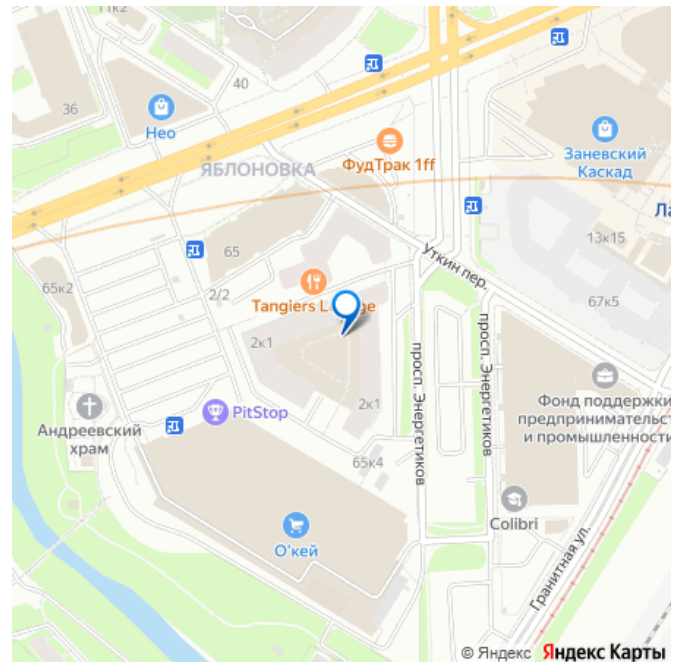 11к2
40
36
Нео
ФудТрак 1ff
Заневский
Каскад
ЯБЛОНОВКА
Ла
65
13к15
Уткин пер.
65к2
2/2
67к5
Tangiers L
ge
2к1
просп. Энергетиков
просп. Энергетиков
2к1
Фонд поддержки
предпринимательст
и промышленности
PitStop
Андреевский
храм
65к4
Colibri
О'кей
Гранитная ул.
© Яндекс Яндекс Карты